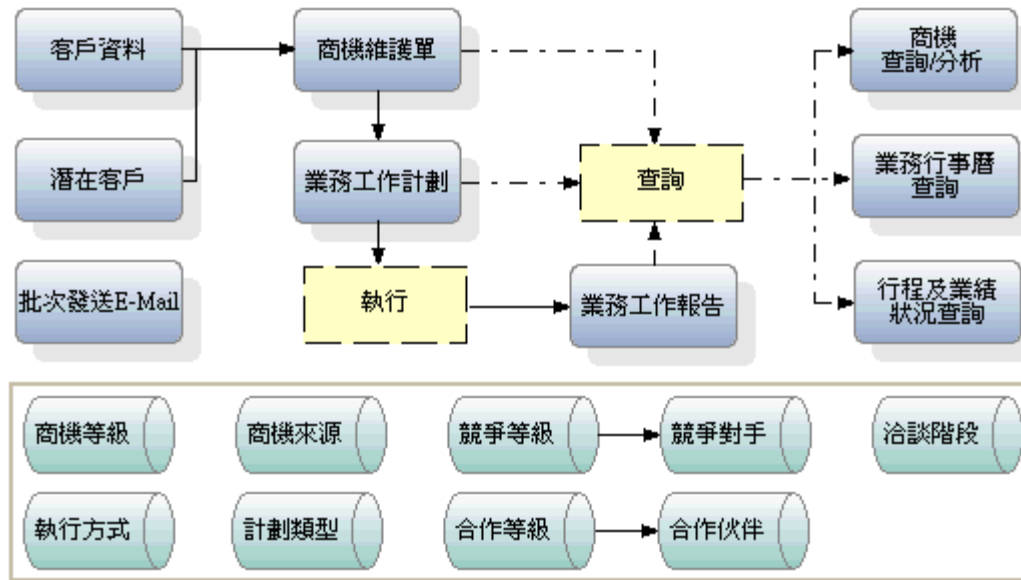 客戶資料
商機維護單
商機
查詢/分析
潛在客戶
業務工作計劃
查詢
業務行事曆
查詢
批次發送E-Mail
執行
業務工作報告
行程及業績
狀況查詢
商機等級
商機來源
競爭等級
競爭對手
洽談階段
執行方式
計劃類型
合作等級
合作伙伴